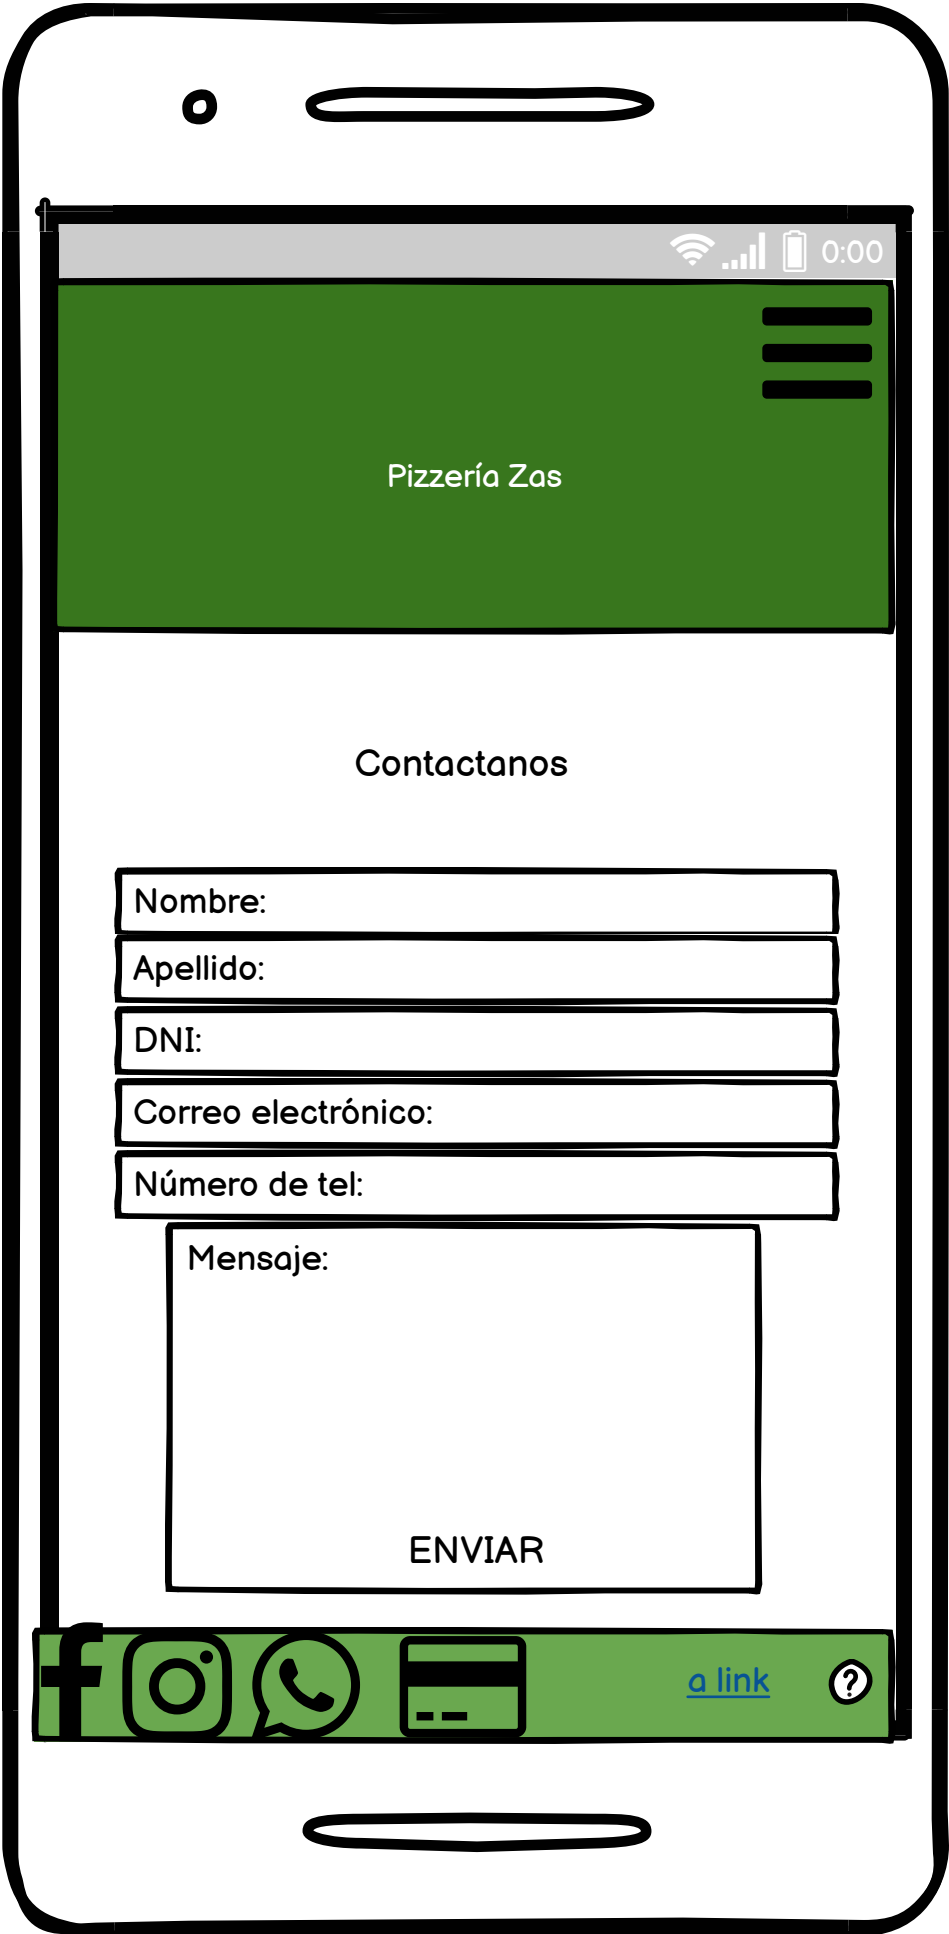 0:00
Pizzería Zas
Contactanos
Nombre:
Apellido:
DNI:
Correo electrónico:
Número de tel:
Mensaje:
ENVIAR
a link
?